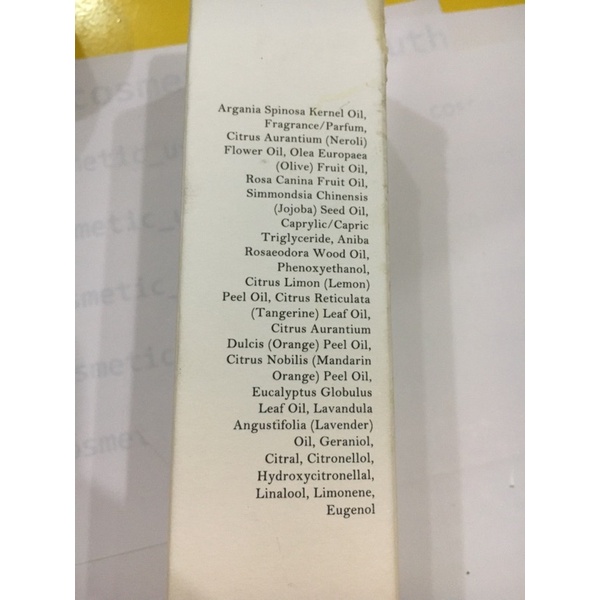 Argania Spinosa Kernel Oil,
Fragrance/Parfum,
Citrus Aurantium (Neroli)
Flower Oil, Olea Europaea
(Olive) Fruit Oil,
Rosa Canina Fruit Oil,
Simmondsia Chinensis
(Jojoba) Seed Oil,
Caprylic/Capric
Triglyceride, Aniba
Rosaeodora Wood Oil,
Phenoxyethanol,
Citrus Limon (Lemon)
Peel Oil, Citrus Reticulata
(Tangerine) Leaf Oil,
Citrus Aurantium
Dulcis (Orange) Peel Oil,
Citrus Nobilis (Mandarin
Orange) Peel Oil,
Eucalyptus Globulus
Leaf Oil, Lavandula
Angustifolia (Lavender)
Oil, Geraniol,
Citral, Citronellol,
Hydroxycitronellal,
Linalool, Limonene,
Eugenol